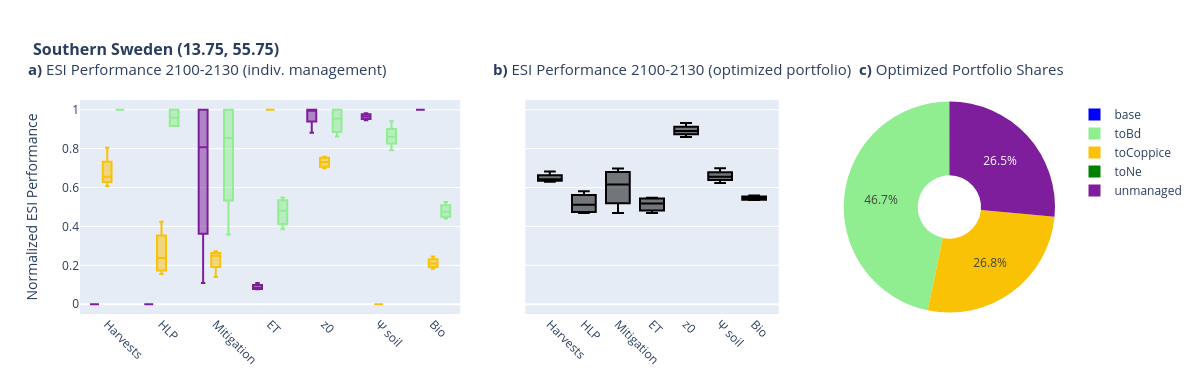 Southern Sweden (13.75, 55.75)
a) ESI Performance 2100-2130 (indiv. management)
b) ESI Performance 2100-2130 (optimized portfolio)
c) Optimized Portfolio Shares
Normalized ESI Performance
1
0.8
0.6
0.4
0.2
0
Harvests
HLP
Mitigation
ET
z0
Ψ soil
Bio
Harvests
HLP
Mitigation
ET
z0
Ψ soil
Bio
26.5%
46.7%
26.8%
base
toBd
toCoppice
toNe
unmanaged